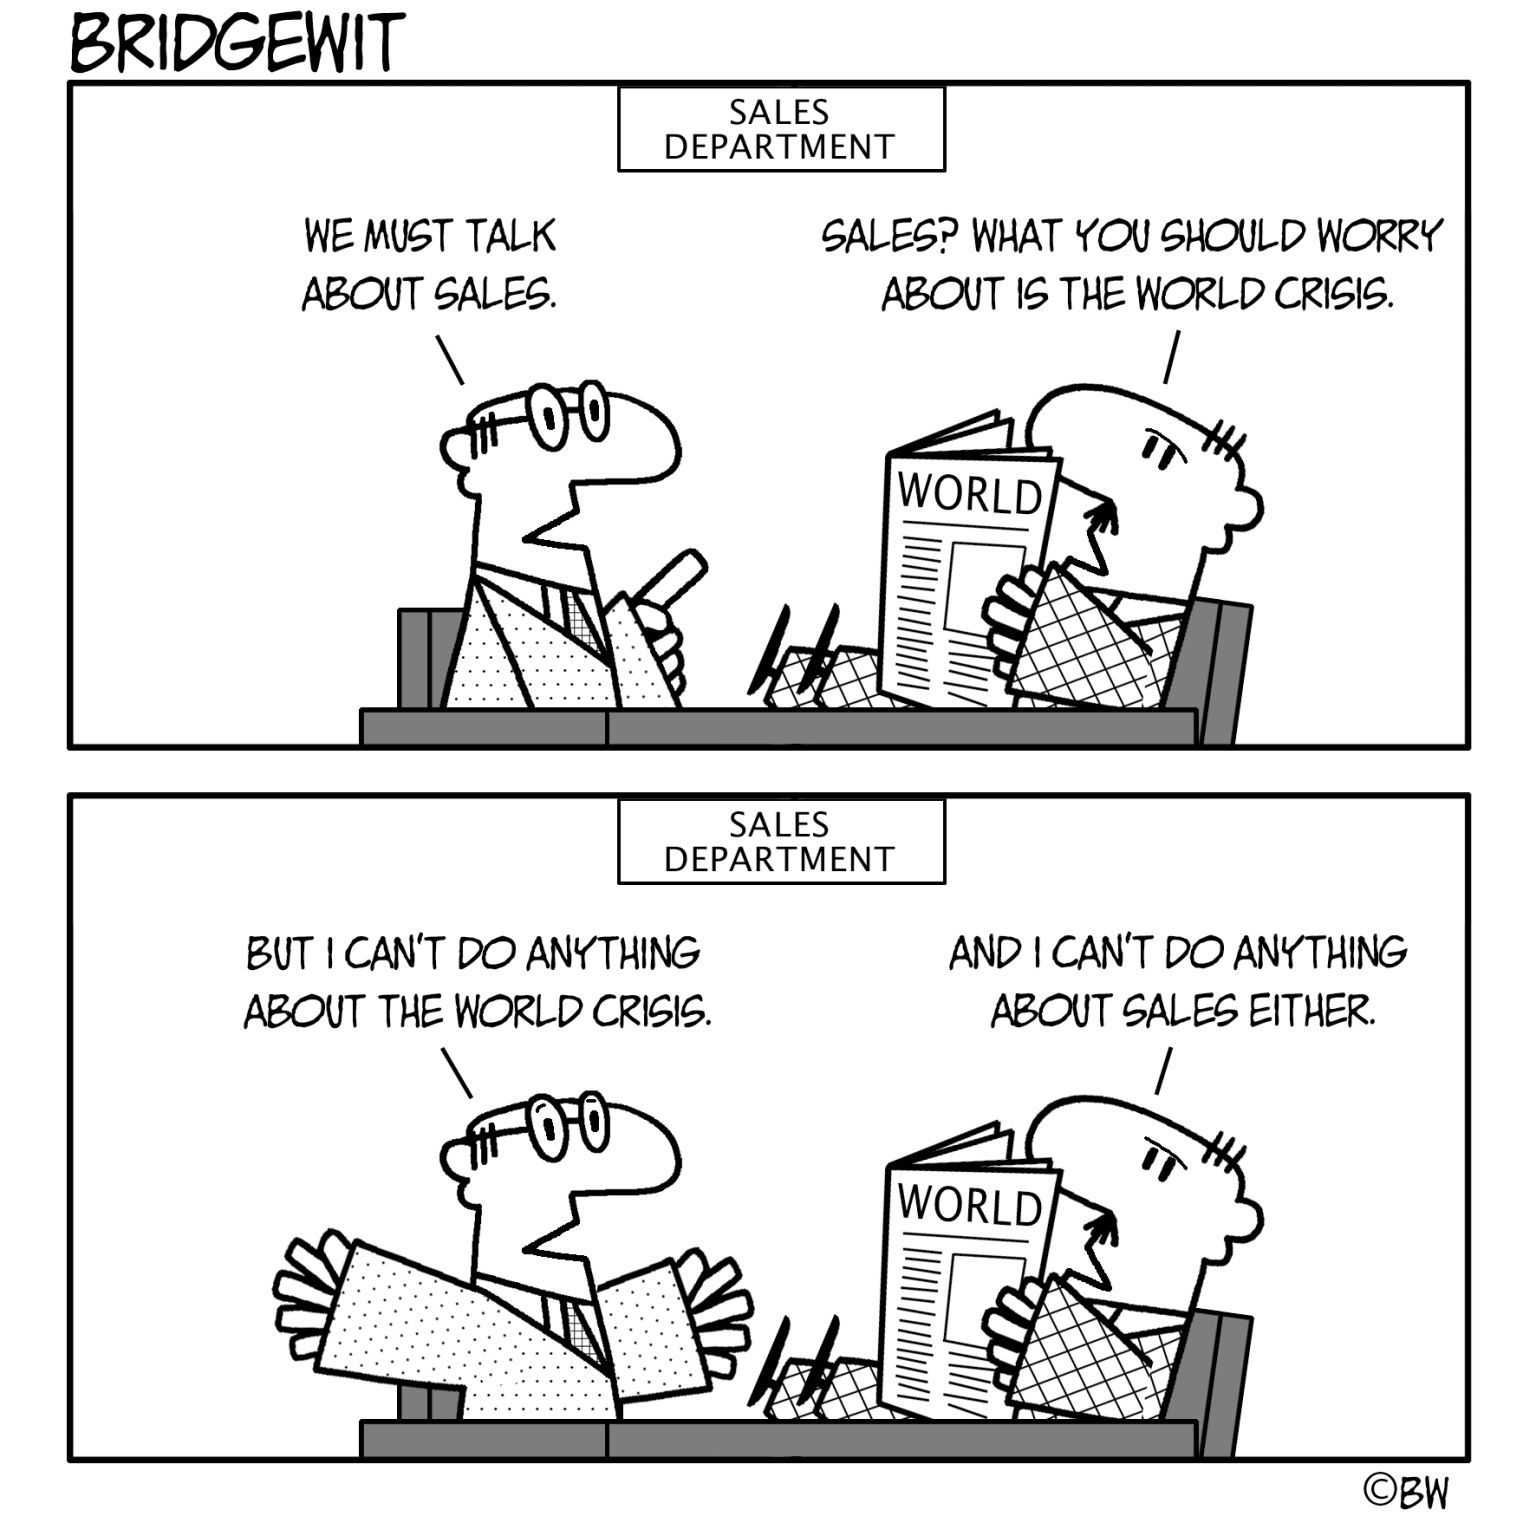 BRIDGEWIT
SALES
DEPARTMENT
WE MUST TALK
ABOUT SALES.
SALES? WHAT YOU SHOULD WORRY
ABOUT IS THE WORLD CRISIS.
WORLD
SALES
DEPARTMENT
BUT I CAN'T DO ANYTHING
ABOUT THE WORLD CRISIS.
AND I CAN'T DO ANYTHING
ABOUT SALES EITHER.
WORLD
©BW